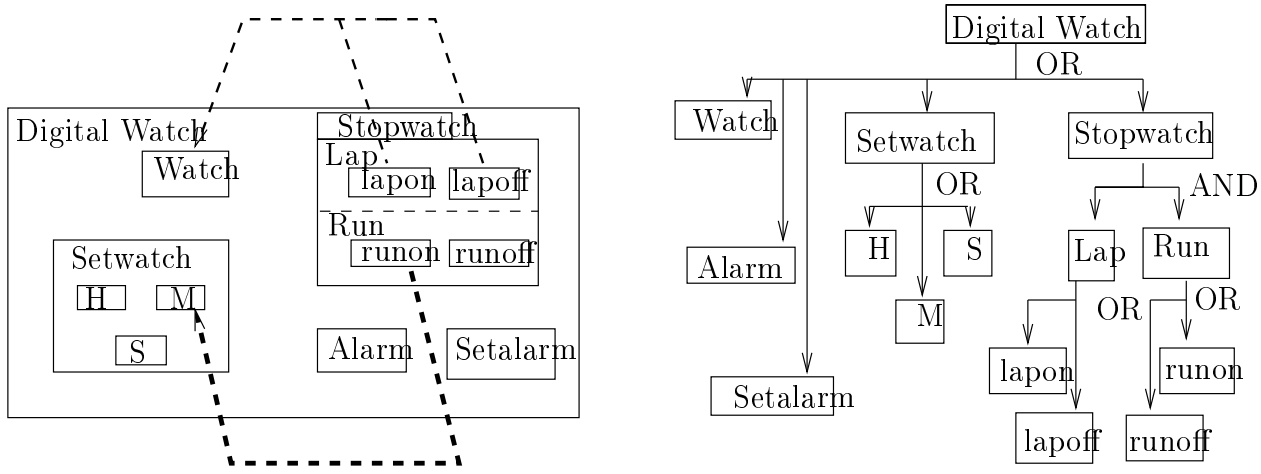 Digital Watch
Watch
Stopwatch
Lap
lapon
lapoff
Run
runon
runoff
Setwatch
H
M
S
Alarm
Setalarm
Digital Watch
OR
Watch
Setwatch
Stopwatch
OR
AND
H
S
Lap
Run
Alarm
M
OR
OR
lapon
runon
Setalarm
lapoff
runoff